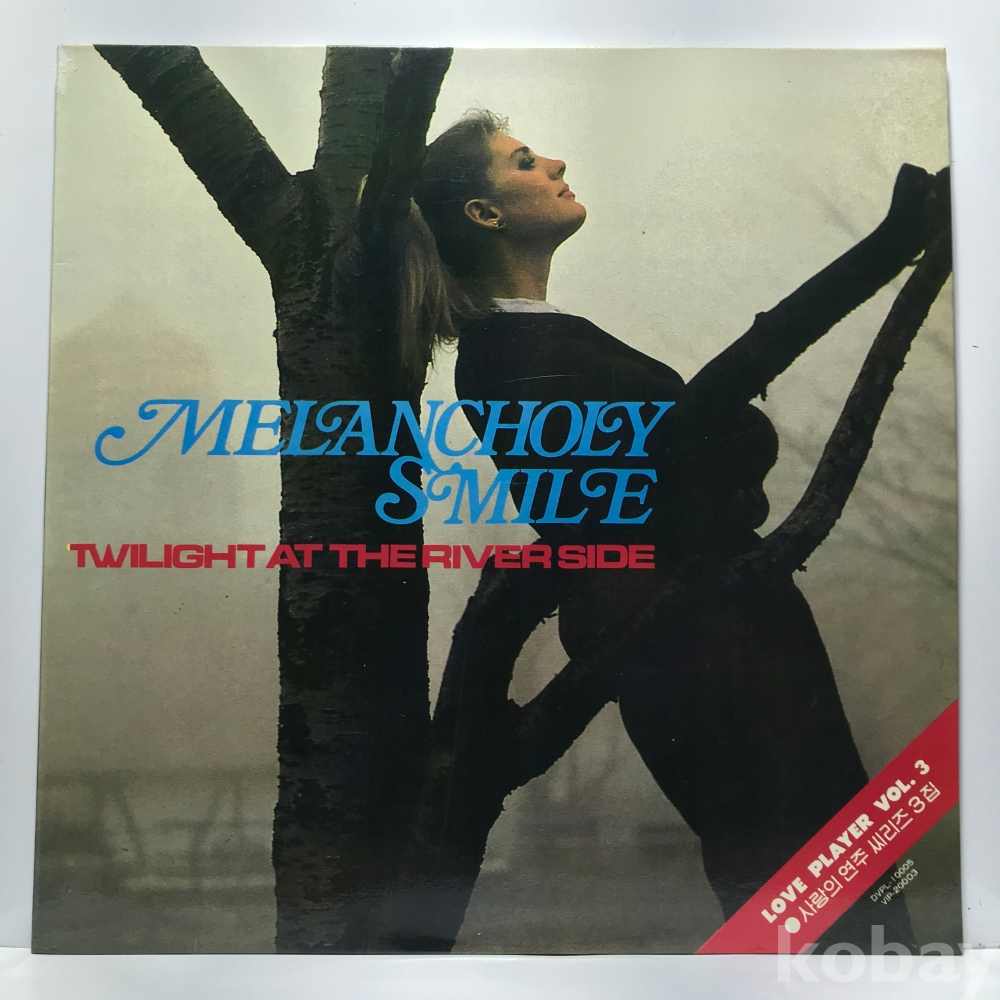 MELANCHOLY
SMILE
TWILIGHT AT THE RIVER SIDE
LOVE PLAYER VOL. 3
● 사랑의 연주 씨리즈 3집
DVPL-10005
VIP-20003
kobay